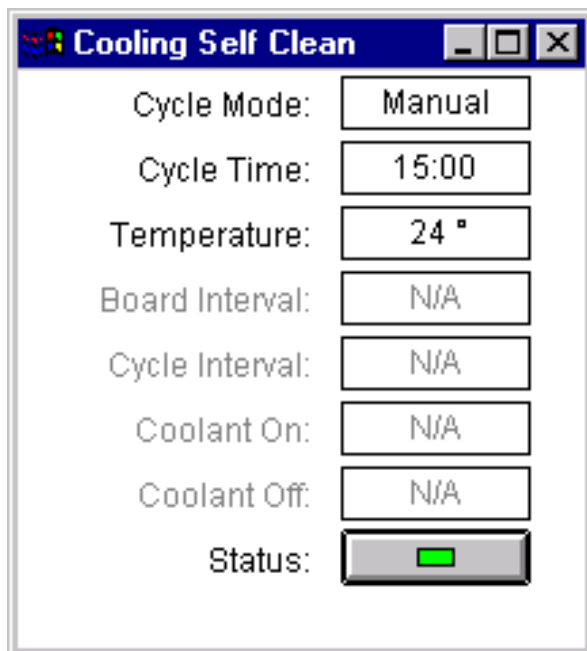 Cooling Self Clean
Cycle Mode: Manual
Cycle Time: 15:00
Temperature: 24 °
Board Interval: N/A
Cycle Interval: N/A
Coolant On: N/A
Coolant Off: N/A
Status: